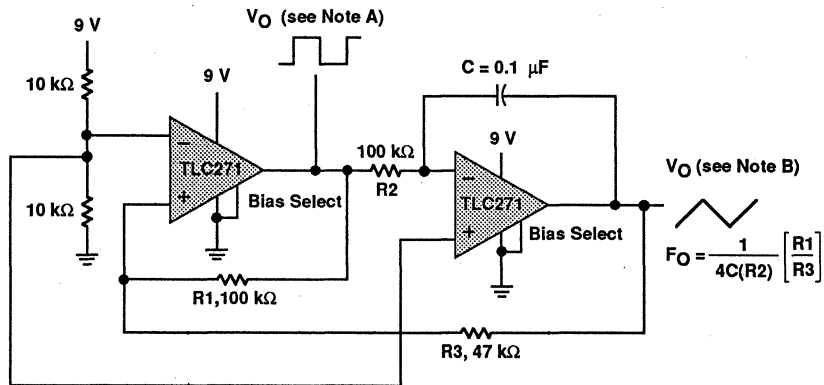 V_O (see Note A)
9 V
10 kΩ
9 V
C = 0.1 μF
–
TLC271
+
100 kΩ
R2
9 V
–
TLC271
+
V_O (see Note B)
10 kΩ
Bias Select
Bias Select
F_O = 1 / 4C(R2) [R1 / R3]
R1,100 kΩ
R3, 47 kΩ